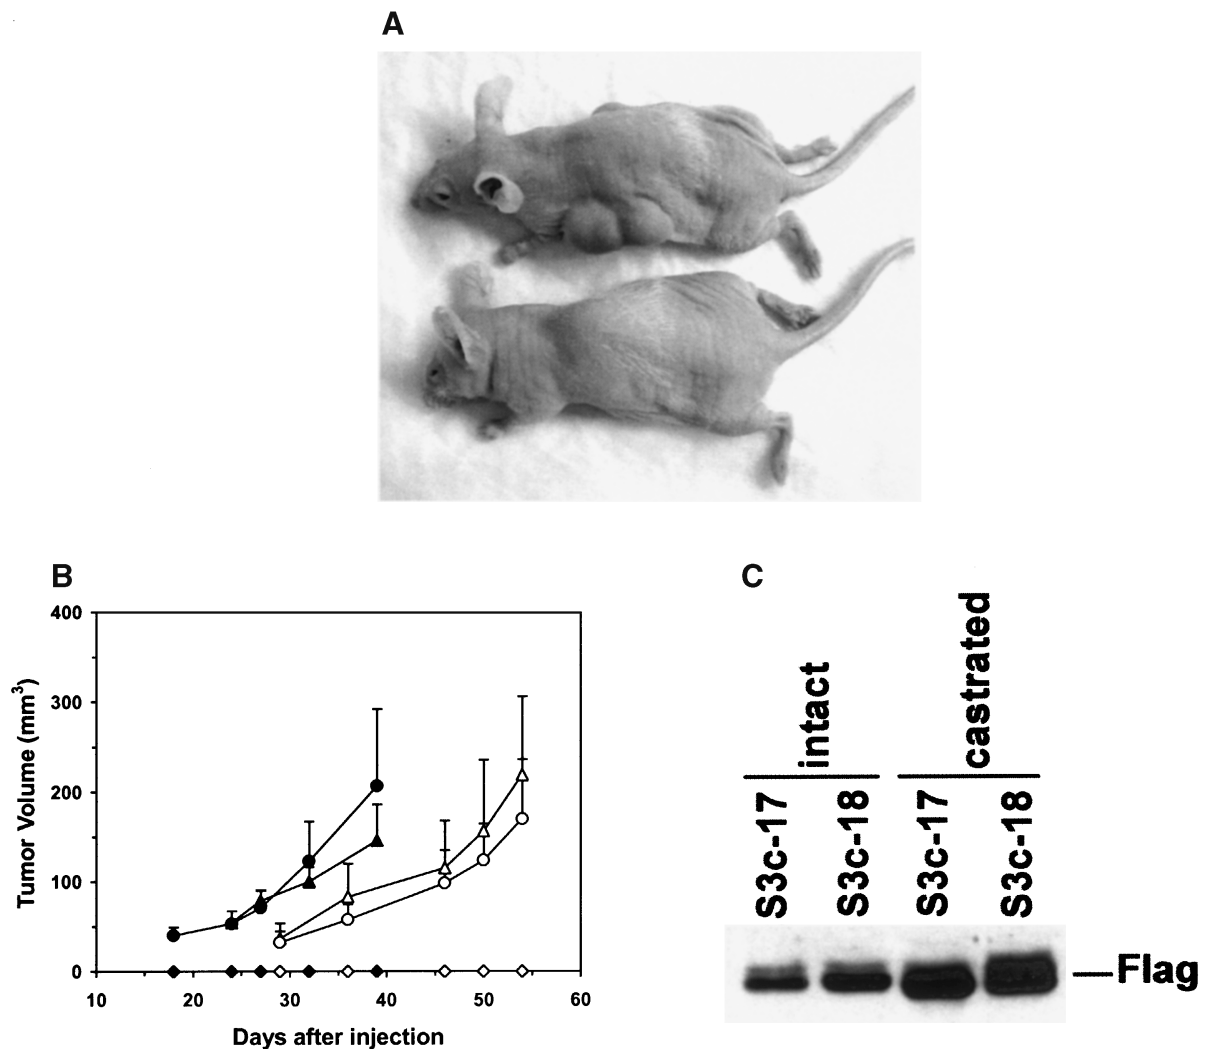 A
B
400
300
200
100
0
Tumor Volume (mm³)
10 20 30 40 50 60
Days after injection
C
intact
castrated
S3c-17
S3c-18
S3c-17
S3c-18
Flag